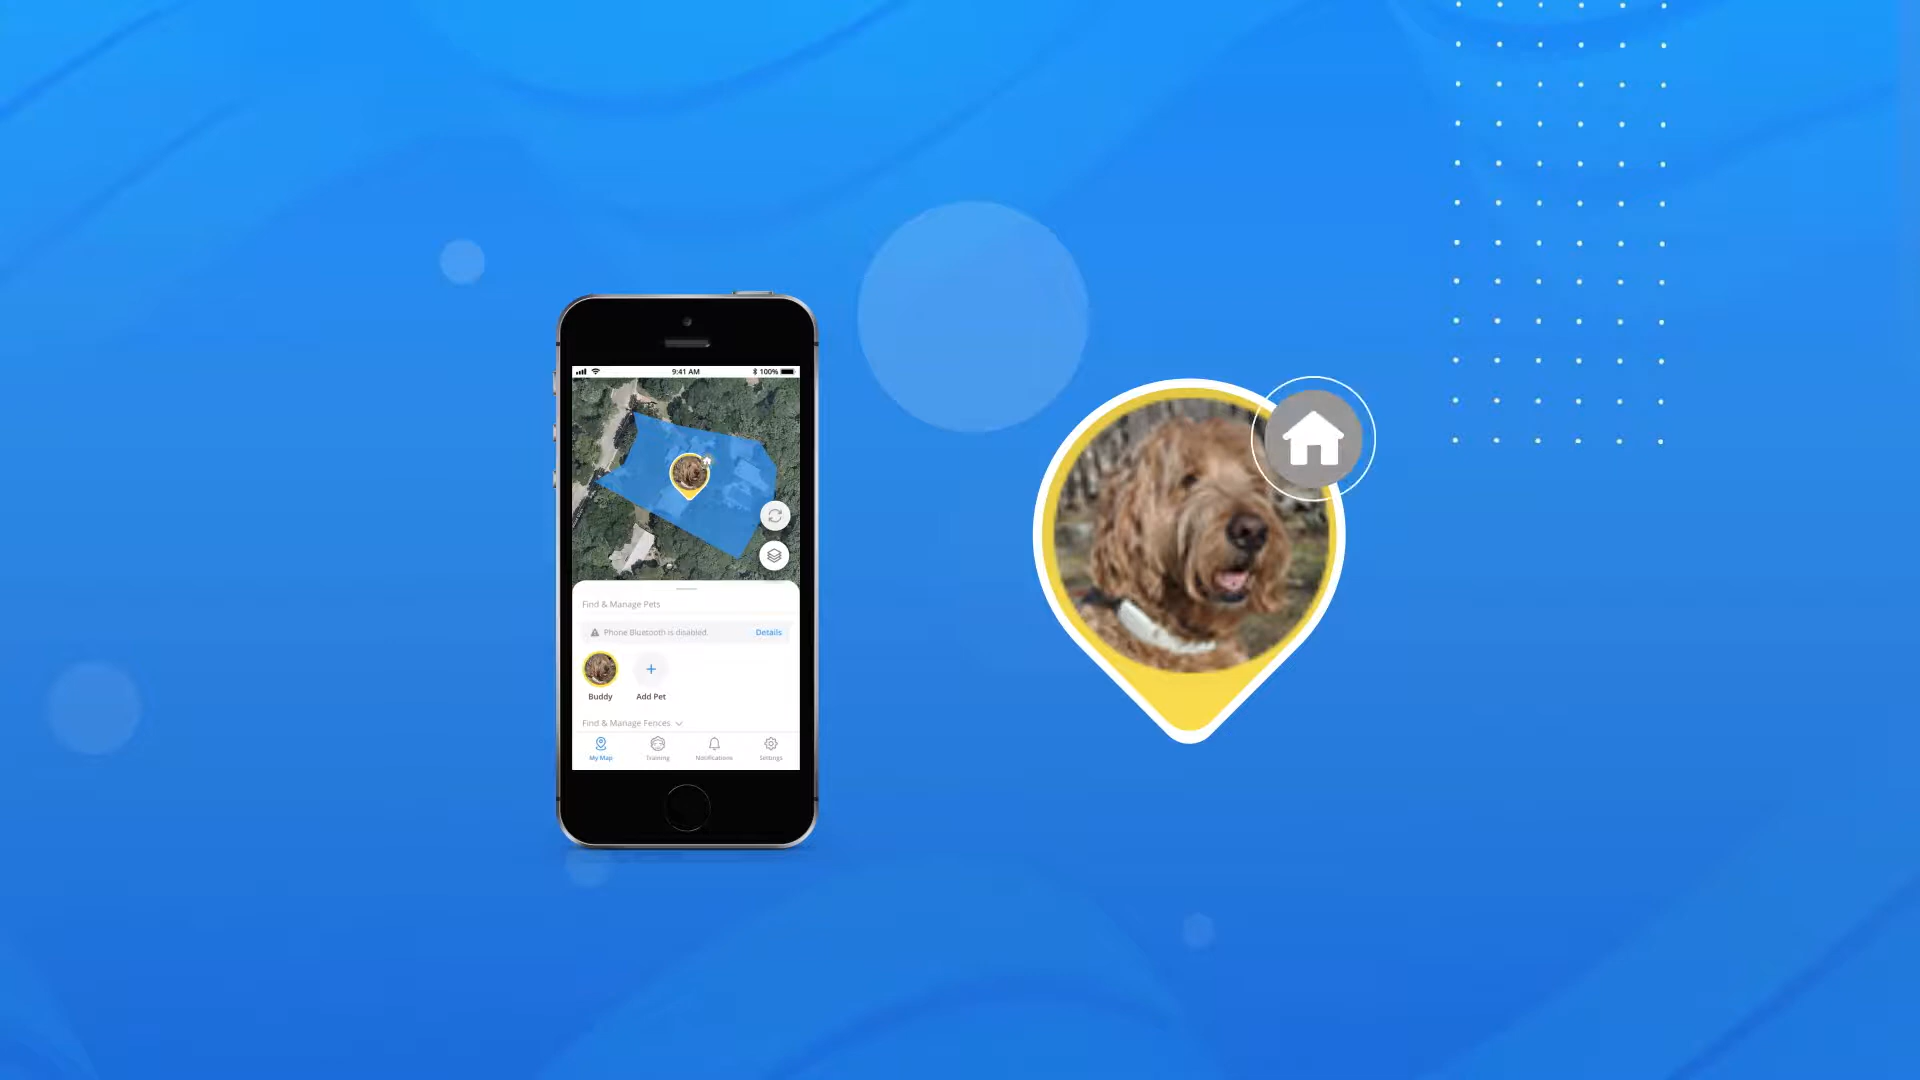 9:41 AM
100%
Find & Manage Pets
Phone Bluetooth is disabled.
Details
Buddy
Add Pet
Find & Manage Fences
My Map
Training
Notifications
Settings